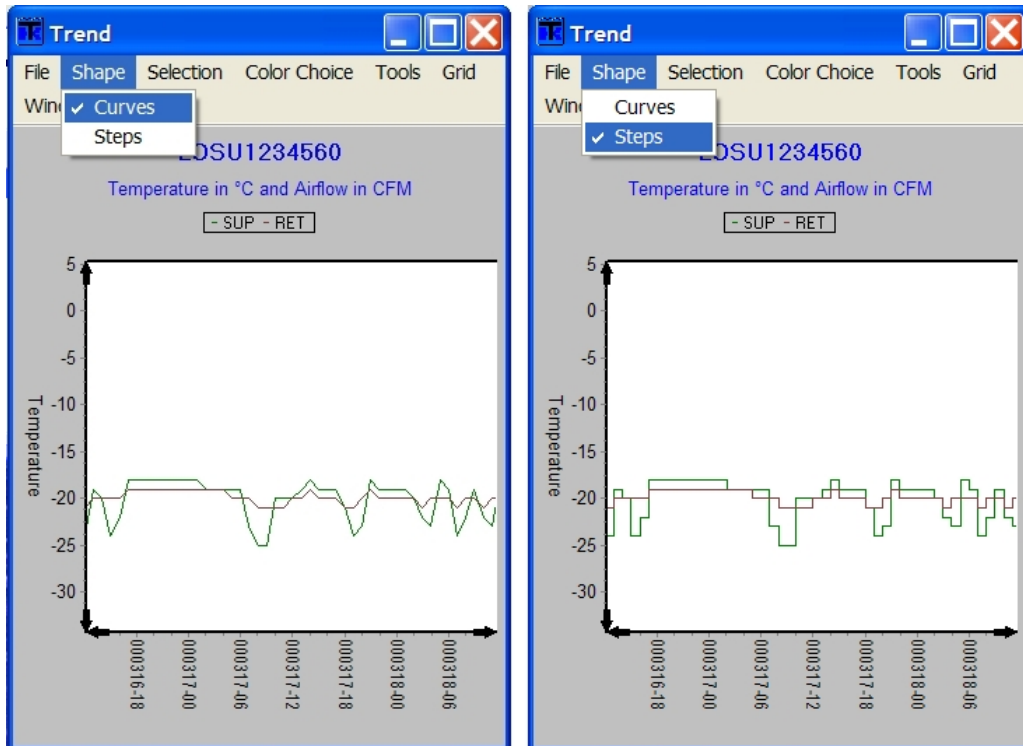 Trend
File Shape Selection Color Choice Tools Grid
Curves
Steps
1234560
Temperature in °C and Airflow in CFM
- SUP - RET
5
0
-5
-10
-15
-20
-25
-30
Temperature
000316-18
000317-00
000317-06
000317-12
000317-18
000318-00
000318-06
Trend
File Shape Selection Color Choice Tools Grid
Curves
Steps
1234560
Temperature in °C and Airflow in CFM
- SUP - RET
5
0
-5
-10
-15
-20
-25
-30
Temperature
000316-18
000317-00
000317-06
000317-12
000317-18
000318-00
000318-06